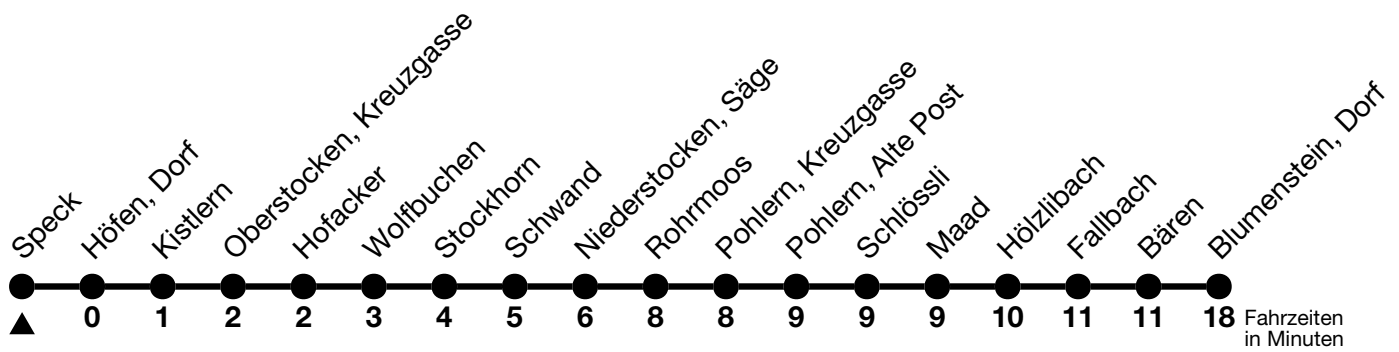 Speck
Höfen, Dorf
Kistlern
Oberstocken, Kreuzgasse
Hofacker
Wolfbuchen
Stockhorn
Schwand
Niederstocken, Säge
Rohrmoos
Pohlern, Kreuzgasse
Pohlern, Alte Post
Schlössli
Maad
Hölzlibach
Fallbach
Bären
Blumenstein, Dorf
0 1 2 2 3 4 5 6 8 8 9 9 9 10 11 11 18 Fahrzeiten
in Minuten